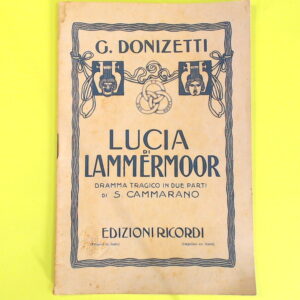 G. DONIZETTI
LUCIA
DI
LAMMERMOOR
DRAMMA TRAGICO IN DUE PARTI
DI S. CAMMARANO
EDIZIONI RICORDI